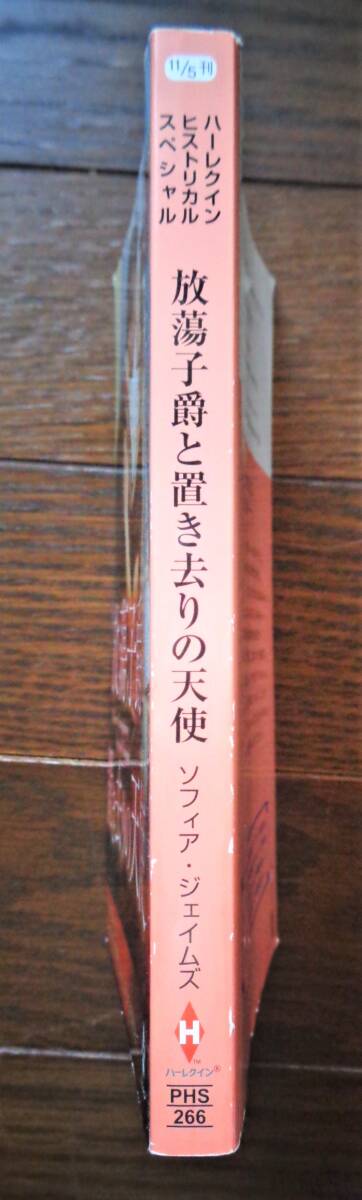 11/5刊
ハーレクイン
ヒストリカル
スペシャル
放蕩子爵と置き去りの天使
ソフィア・ジェイムズ
H
™
ハーレクイン®
PHS
266